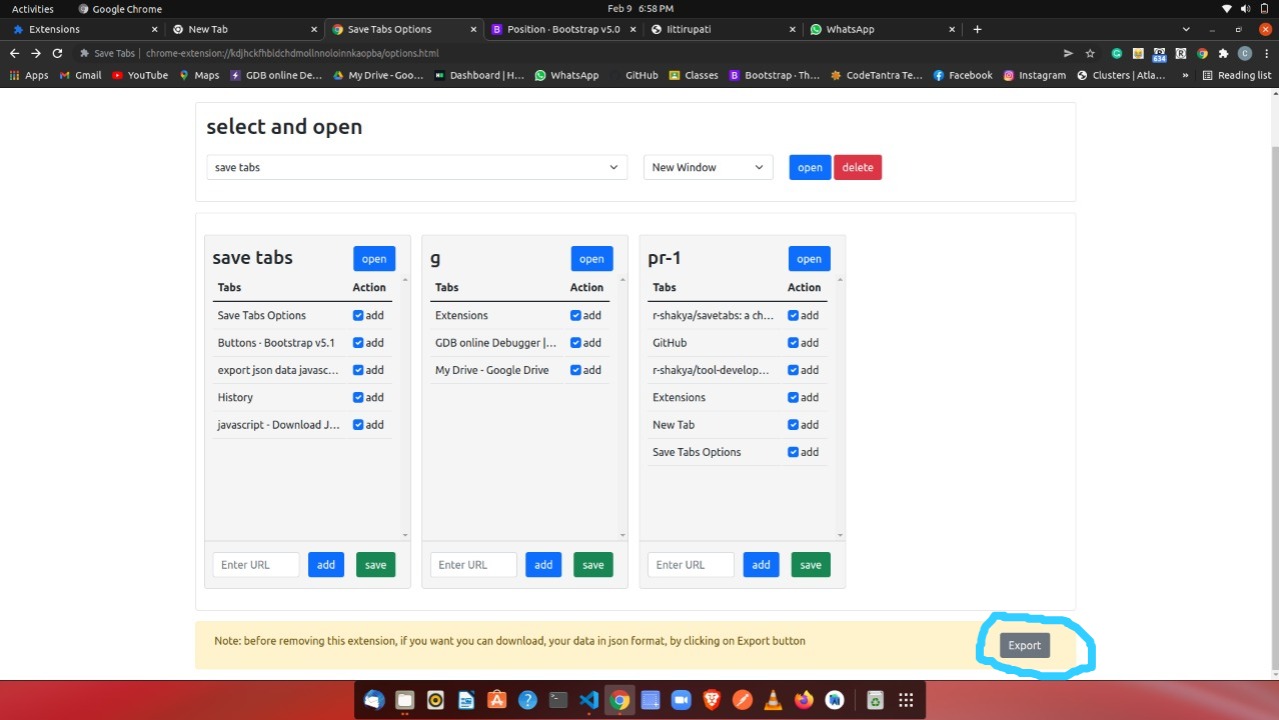 Activities Google Chrome Feb 9 6:58 PM
Extensions New Tab Save Tabs Options Position · Bootstrap v5.0 Iittirupati WhatsApp
Save Tabs | chrome-extension://kdjhckfhbldchdmollnnoloinnkaopba/options.html 634 C
Apps Gmail YouTube Maps GDB online De... My Drive - Goo... Dashboard | H... WhatsApp GitHub Classes Bootstrap · Th... CodeTantra Te... Facebook Instagram Clusters | Atla... » Reading list
select and open
save tabs New Window open delete
save tabs open
Tabs Action
Save Tabs Options add
Buttons · Bootstrap v5.1 add
export json data javasc... add
History add
javascript - Download J... add
Enter URL add save
g open
Tabs Action
Extensions add
GDB online Debugger |... add
My Drive - Google Drive add
Enter URL add save
pr-1 open
Tabs Action
r-shakya/savetabs: a ch... add
GitHub add
r-shakya/tool-develop... add
Extensions add
New Tab add
Save Tabs Options add
Enter URL add save
Note: before removing this extension, if you want you can download, your data in json format, by clicking on Export button
Export